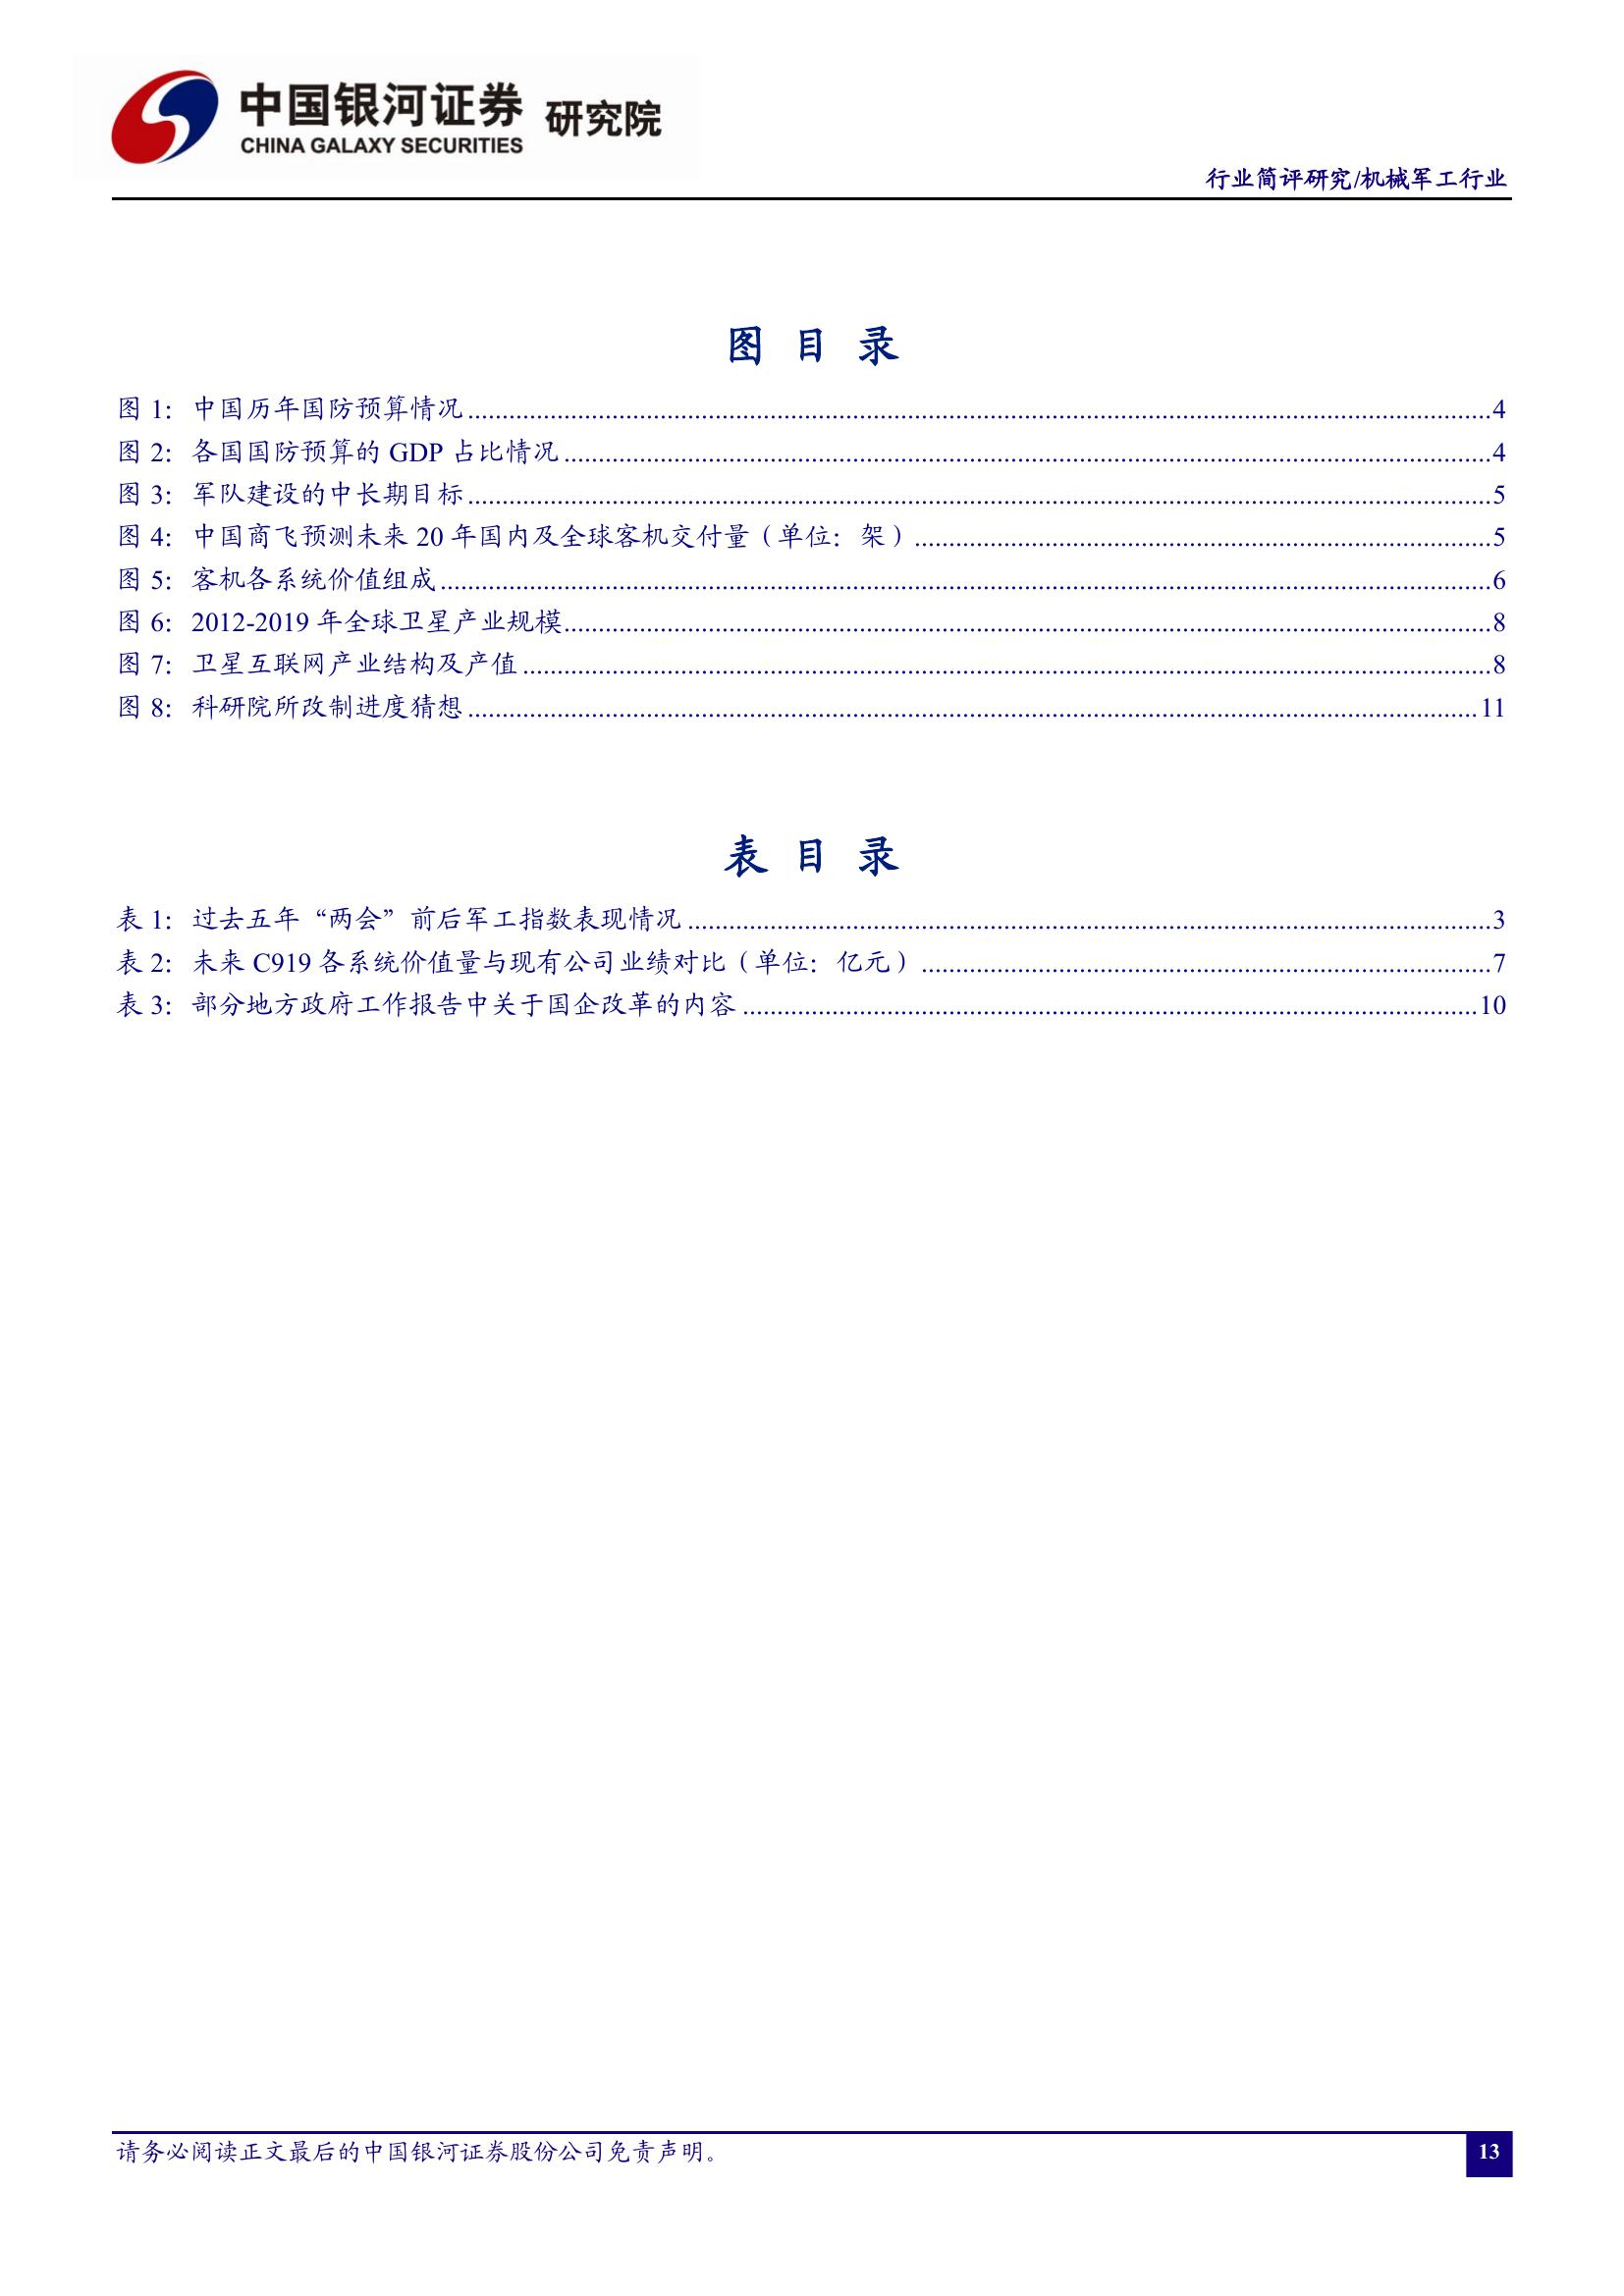 中国银河证券 研究院
CHINA GALAXY SECURITIES
行业简评研究/机械军工行业
图 目 录
图 1：中国历年国防预算情况......4
图 2：各国国防预算的 GDP 占比情况......4
图 3：军队建设的中长期目标......5
图 4：中国商飞预测未来 20 年国内及全球客机交付量（单位：架）......5
图 5：客机各系统价值组成......6
图 6：2012-2019 年全球卫星产业规模......8
图 7：卫星互联网产业结构及产值......8
图 8：科研院所改制进度猜想......11
表 目 录
表 1：过去五年“两会”前后军工指数表现情况......3
表 2：未来 C919 各系统价值量与现有公司业绩对比（单位：亿元）......7
表 3：部分地方政府工作报告中关于国企改革的内容......10
请务必阅读正文最后的中国银河证券股份公司免责声明。
13